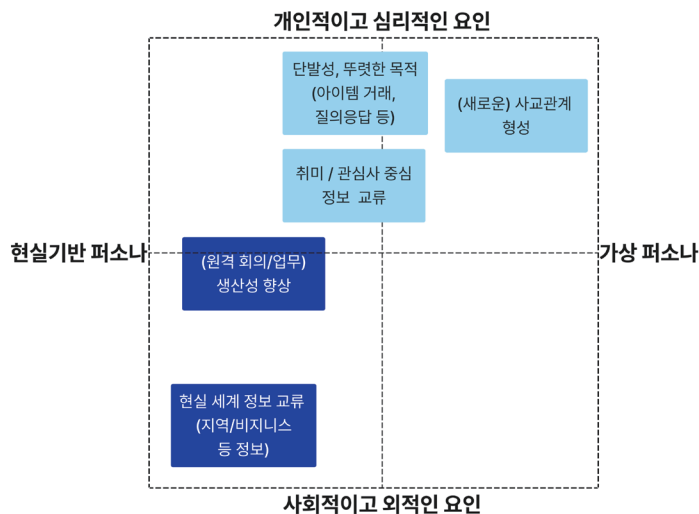 개인적이고 심리적인 요인
단발성, 뚜렷한 목적
(아이템 거래,
질의응답 등)
(새로운) 사교관계
형성
취미 / 관심사 중심
정보 교류
현실기반 퍼소나
가상 퍼소나
(원격 회의/업무)
생산성 향상
현실 세계 정보 교류
(지역/비지니스
등 정보)
사회적이고 외적인 요인